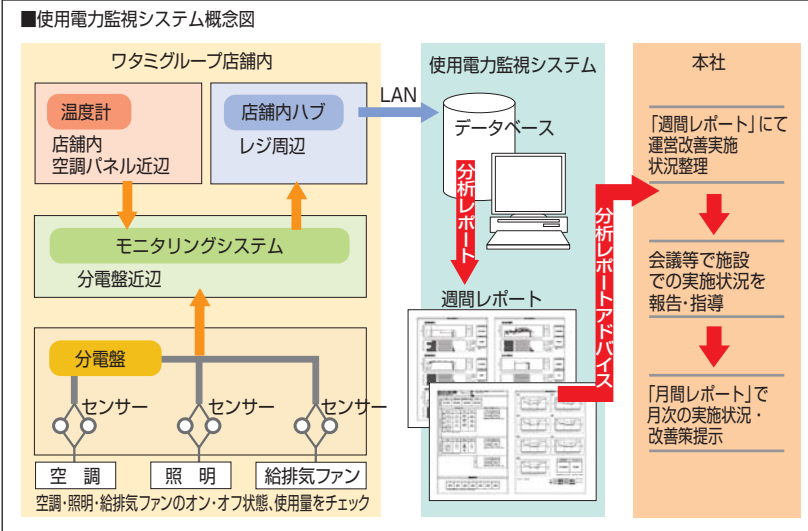 ■使用電力監視システム概念図
ワタミグループ店舗内
温度計
店舗内
空調パネル近辺
店舗内ハブ
レジ周辺
モニタリングシステム
分電盤近辺
分電盤
センサー
センサー
センサー
空 調
照 明
給排気ファン
空調・照明・給排気ファンのオン・オフ状態、使用量をチェック
LAN
使用電力監視システム
データベース
分析レポート
週間レポート
分析レポートアドバイス
本社
「週間レポート」にて
運営改善実施
状況整理
会議等で施設
での実施状況を
報告・指導
「月間レポート」で
月次の実施状況・
改善策提示